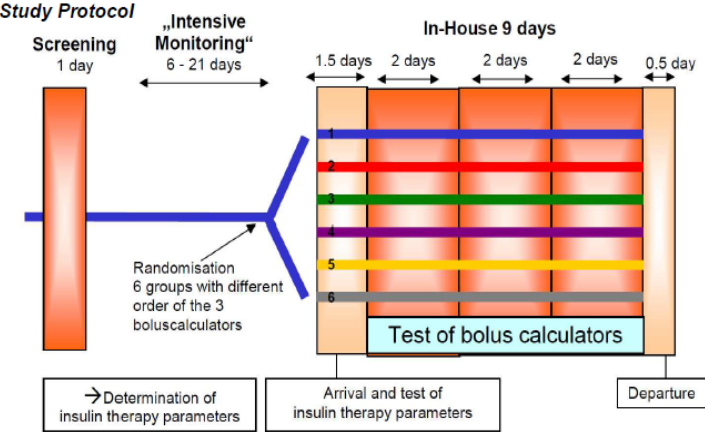 Study Protocol
Screening
1 day
„Intensive
Monitoring“
6 - 21 days
In-House 9 days
1.5 days
2 days
2 days
2 days
0.5 day
1
2
3
4
5
6
Randomisation
6 groups with different
order of the 3
boluscalculators
Test of bolus calculators
→Determination of
insulin therapy parameters
Arrival and test of
insulin therapy parameters
Departure